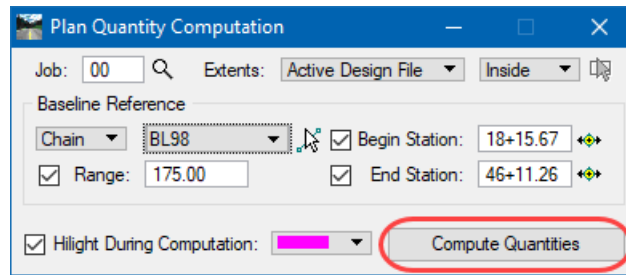 Plan Quantity Computation
Job: 00 Extents: Active Design File Inside
Baseline Reference
Chain BL98 Begin Station: 18+15.67
Range: 175.00 End Station: 46+11.26
Hilight During Computation: Compute Quantities